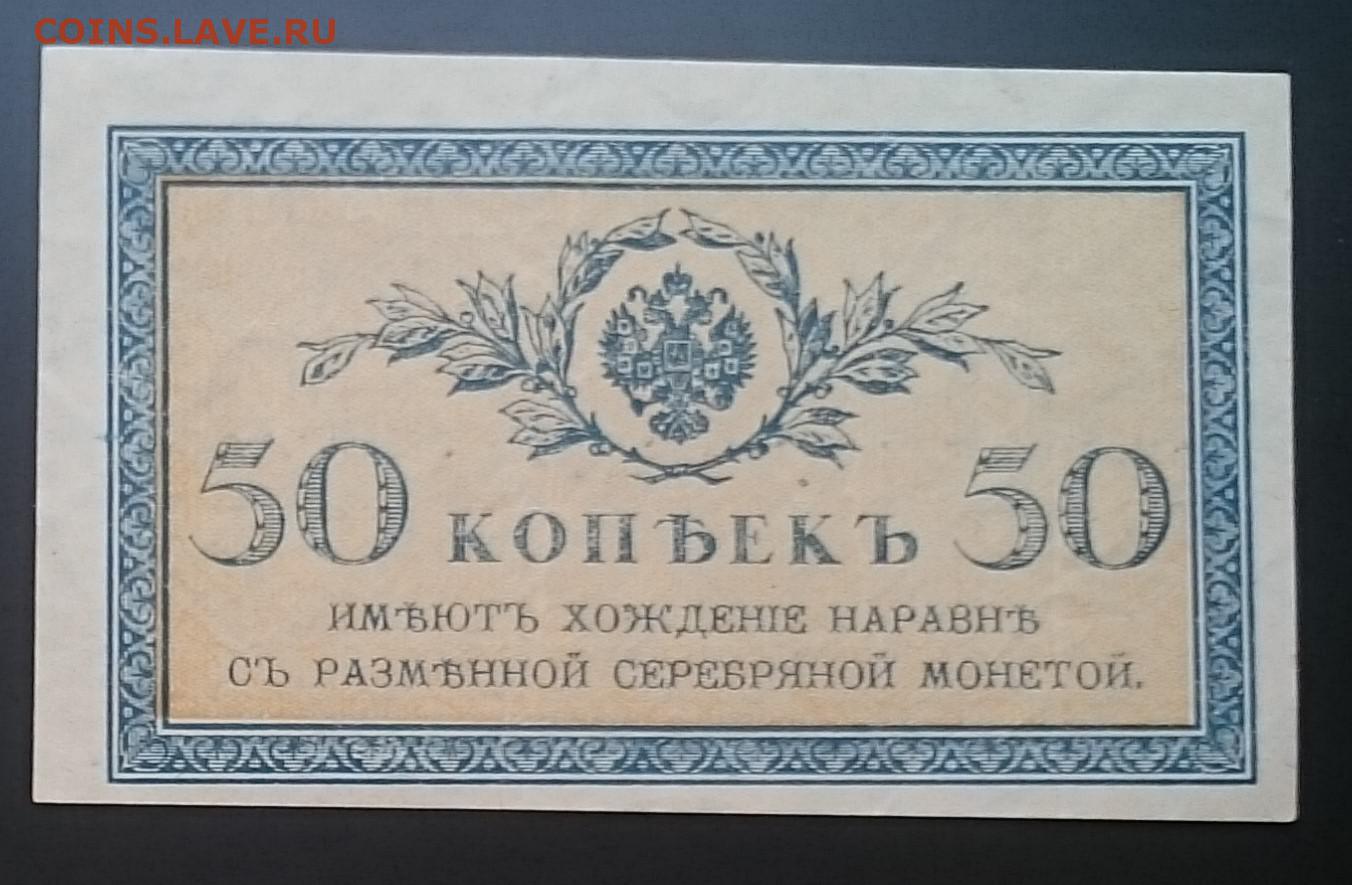 COINS.LAVE.RU
50 КОПѢЕКЪ 50
ИМѢЮТЪ ХОЖДЕНІЕ НАРАВНѢ
СЪ РАЗМѢННОЙ СЕРЕБРЯНОЙ МОНЕТОЙ.